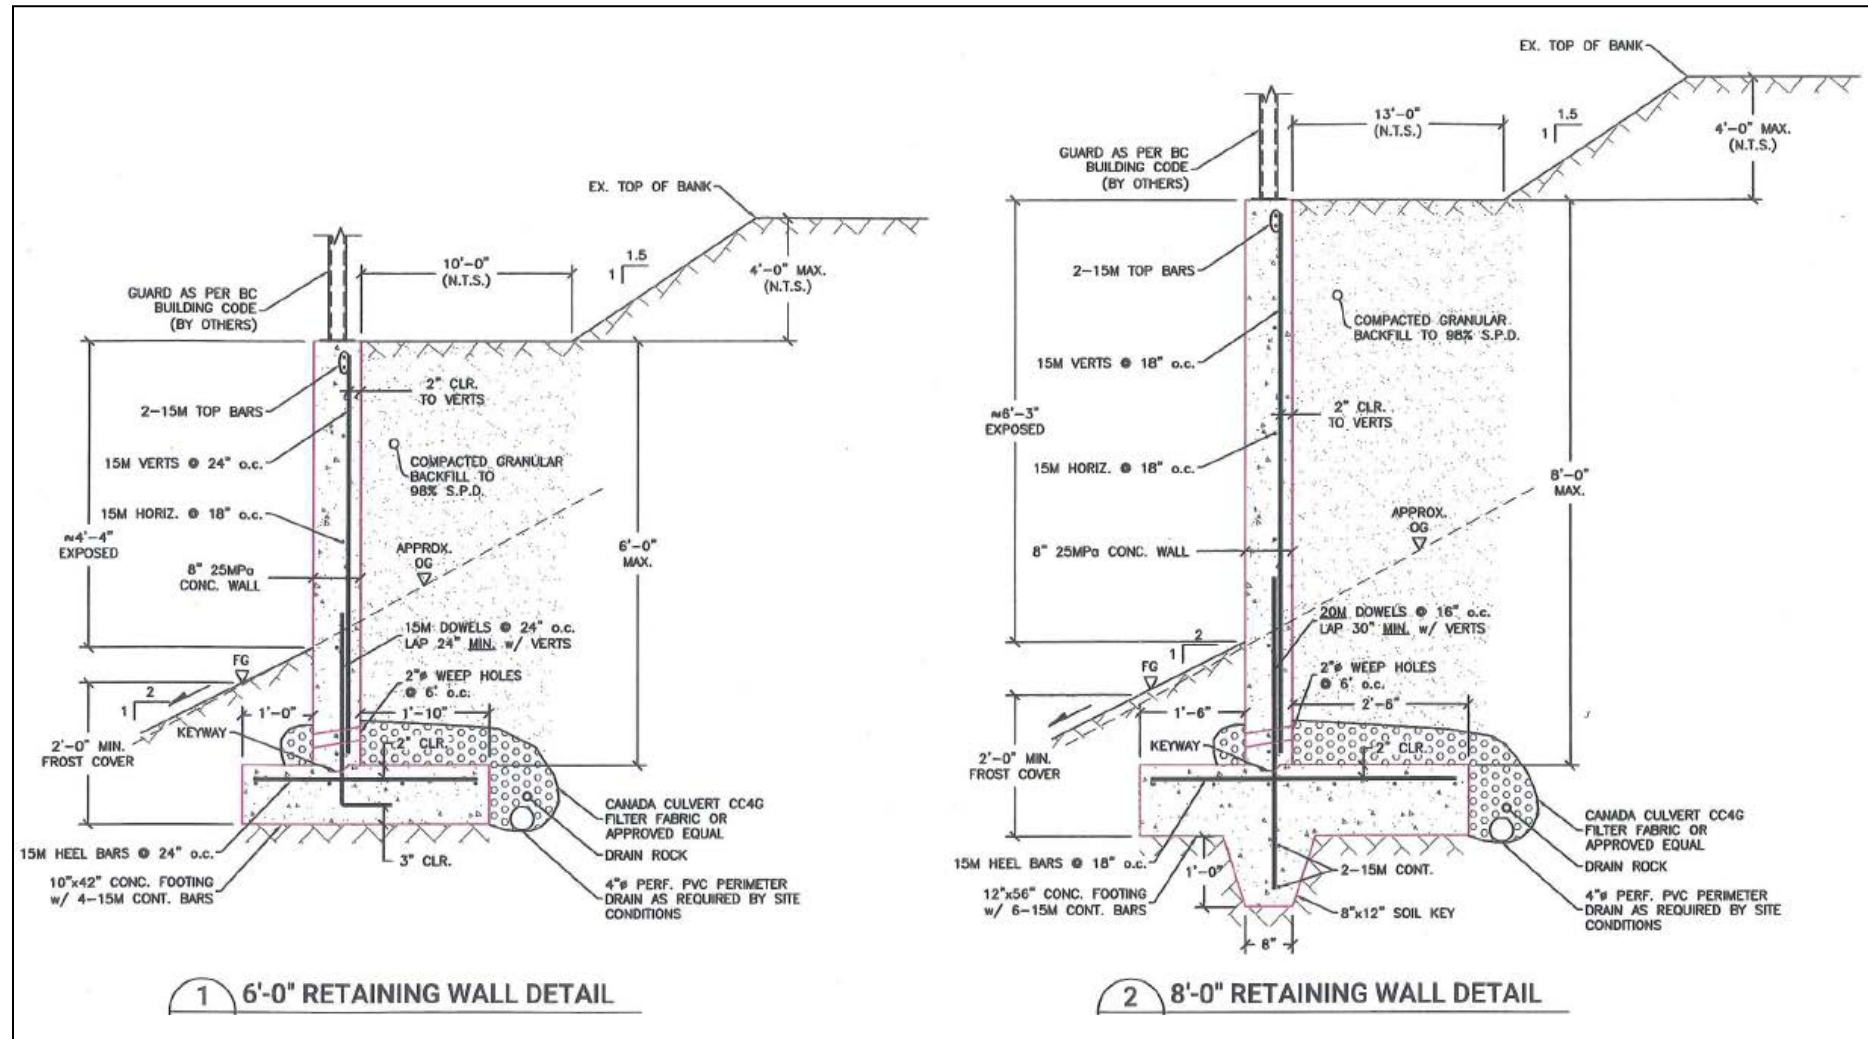 EX. TOP OF BANK
10'-0"
(N.T.S.)
1.5
1
4'-0" MAX.
(N.T.S.)
GUARD AS PER BC
BUILDING CODE
(BY OTHERS)
2" CLR.
TO VERTS
2-15M TOP BARS
15M VERTS @ 24" o.c.
COMPACTED GRANULAR
BACKFILL TO
98% S.P.D.
15M HORIZ. @ 18" o.c.
≈4'-4"
EXPOSED
APPROX.
OG
6'-0"
MAX.
8" 25MPa
CONC. WALL
15M DOWELS @ 24" o.c.
LAP 24" MIN. w/ VERTS
FG
2"ø WEEP HOLES
@ 6' o.c.
2
1
1'-0"
1'-10"
KEYWAY
2" CLR.
2'-0" MIN.
FROST COVER
CANADA CULVERT CC4G
FILTER FABRIC OR
APPROVED EQUAL
15M HEEL BARS @ 24" o.c.
3" CLR.
DRAIN ROCK
10"x42" CONC. FOOTING
w/ 4-15M CONT. BARS
4"ø PERF. PVC PERIMETER
DRAIN AS REQUIRED BY SITE
CONDITIONS
1 6'-0" RETAINING WALL DETAIL
EX. TOP OF BANK
13'-0"
(N.T.S.)
1.5
1
4'-0" MAX.
(N.T.S.)
GUARD AS PER BC
BUILDING CODE
(BY OTHERS)
2-15M TOP BARS
COMPACTED GRANULAR
BACKFILL TO 98% S.P.D.
15M VERTS @ 18" o.c.
≈6'-3"
EXPOSED
2" CLR.
TO VERTS
15M HORIZ. @ 18" o.c.
8'-0"
MAX.
APPROX.
OG
8" 25MPa CONC. WALL
20M DOWELS @ 16" o.c.
LAP 30" MIN. w/ VERTS
2
1
FG
2"ø WEEP HOLES
@ 6' o.c.
1'-6"
2'-6"
KEYWAY
2" CLR.
2'-0" MIN.
FROST COVER
CANADA CULVERT CC4G
FILTER FABRIC OR
APPROVED EQUAL
15M HEEL BARS @ 18" o.c.
1'-0"
2-15M CONT.
DRAIN ROCK
12"x56" CONC. FOOTING
w/ 6-15M CONT. BARS
8"x12" SOIL KEY
4"ø PERF. PVC PERIMETER
DRAIN AS REQUIRED BY SITE
CONDITIONS
8"
2 8'-0" RETAINING WALL DETAIL